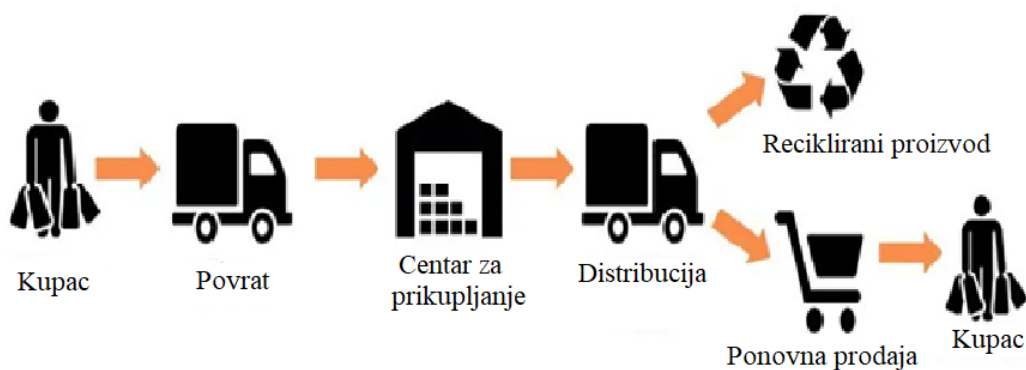 Kupac
Povrat
Centar za
prikupljanje
Distribucija
Reciklirani proizvod
Ponovna prodaja
Kupac